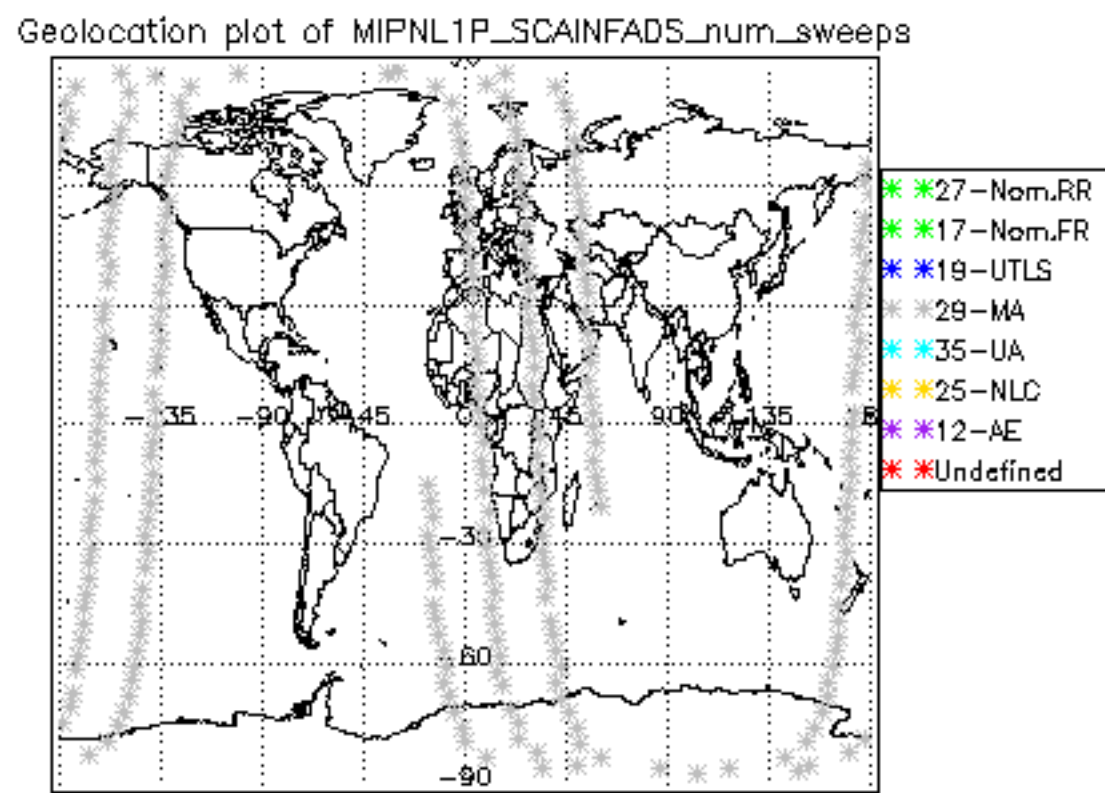 Geolocation plot of MIPNL1P_SCAINFADS_num_sweeps
27-Nom.RR
17-Nom.FR
19-UTLS
29-MA
35-UA
25-NLC
12-AE
Undefined
-90 45 0 45 90 135
-30
-60
-90